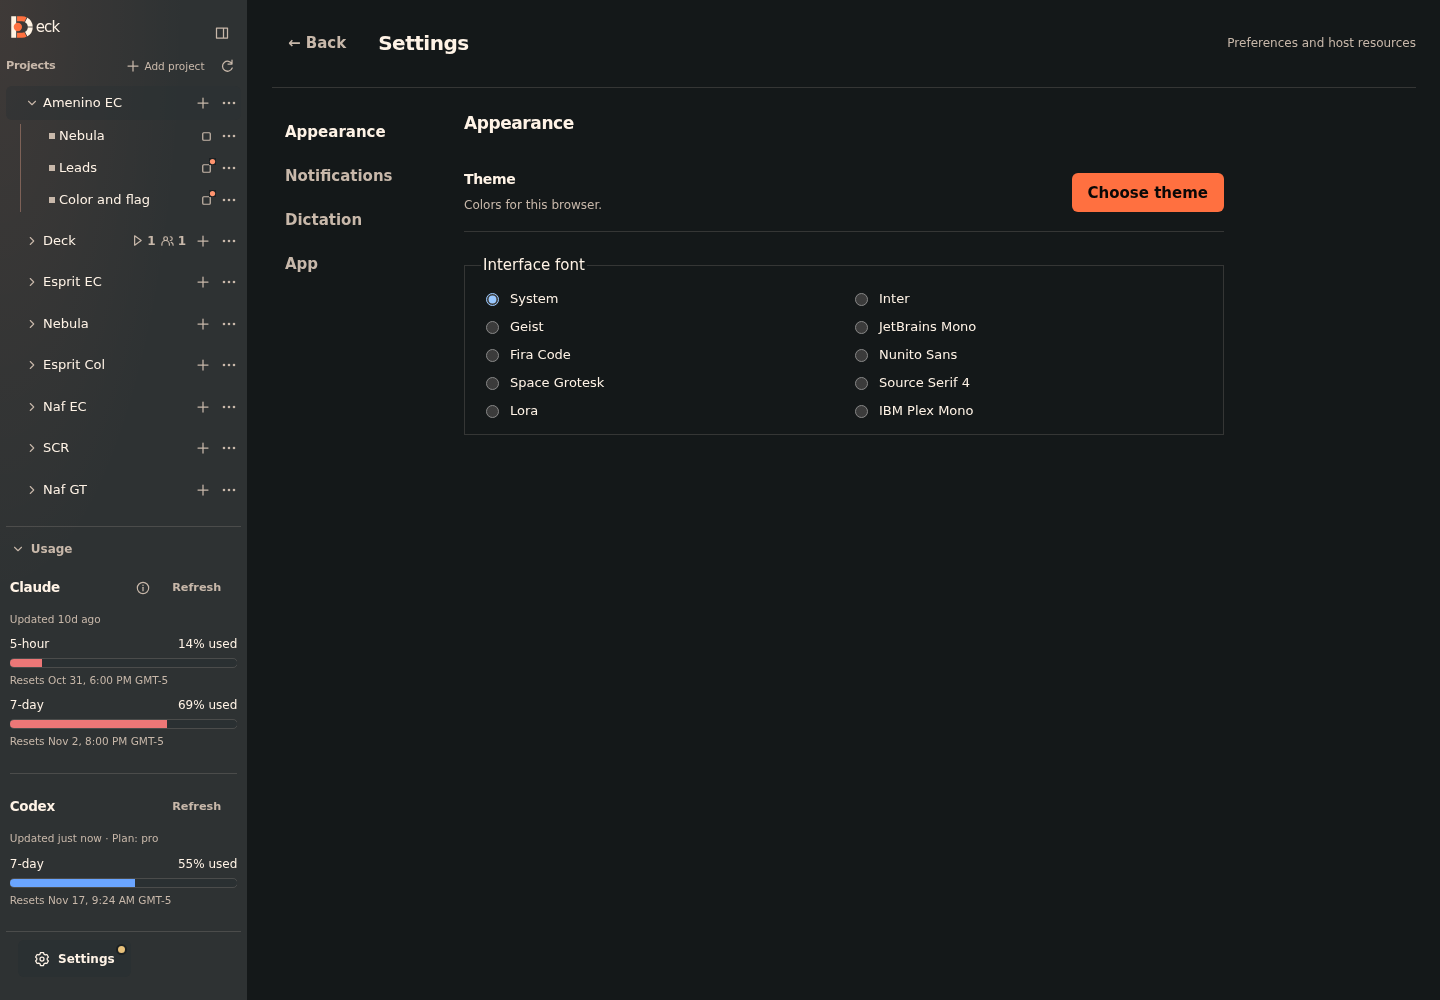 Deck
Projects
Add project
Amenino EC
Nebula
Leads
Color and flag
Deck 1 1
Esprit EC
Nebula
Esprit Col
Naf EC
SCR
Naf GT
Usage
Claude Refresh
Updated 10d ago
5-hour 14% used
Resets Oct 31, 6:00 PM GMT-5
7-day 69% used
Resets Nov 2, 8:00 PM GMT-5
Codex Refresh
Updated just now · Plan: pro
7-day 55% used
Resets Nov 17, 9:24 AM GMT-5
Settings
← Back Settings Preferences and host resources
Appearance
Notifications
Dictation
App
Appearance
Theme
Colors for this browser.
Choose theme
Interface font
System Inter
Geist JetBrains Mono
Fira Code Nunito Sans
Space Grotesk Source Serif 4
Lora IBM Plex Mono